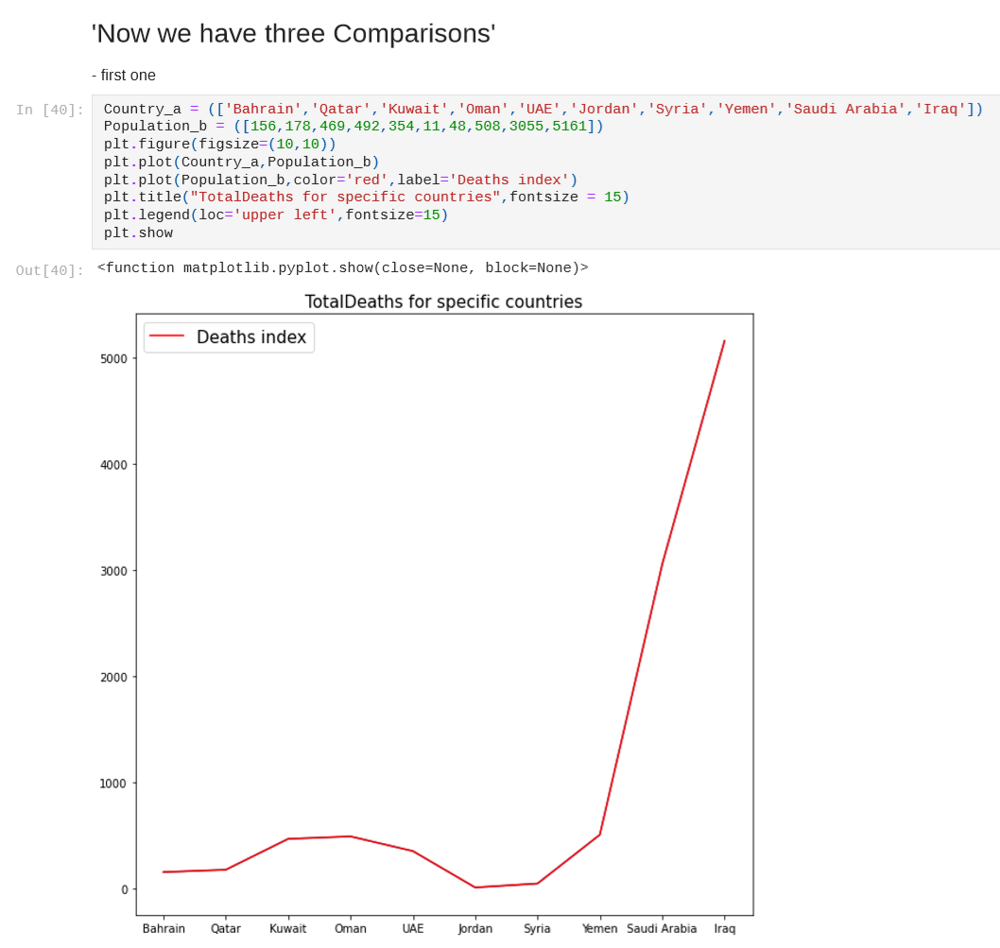 'Now we have three Comparisons'
- first one
In [40]:
Country_a = (['Bahrain','Qatar','Kuwait','Oman','UAE','Jordan','Syria','Yemen','Saudi Arabia','Iraq'])
Population_b = ([156,178,469,492,354,11,48,508,3055,5161])
plt.figure(figsize=(10,10))
plt.plot(Country_a,Population_b)
plt.plot(Population_b,color='red',label='Deaths index')
plt.title("TotalDeaths for specific countries",fontsize = 15)
plt.legend(loc='upper left',fontsize=15)
plt.show
Out[40]: <function matplotlib.pyplot.show(close=None, block=None)>
TotalDeaths for specific countries
Deaths index
5000
4000
3000
2000
1000
0
Bahrain Qatar Kuwait Oman UAE Jordan Syria Yemen Saudi Arabia Iraq